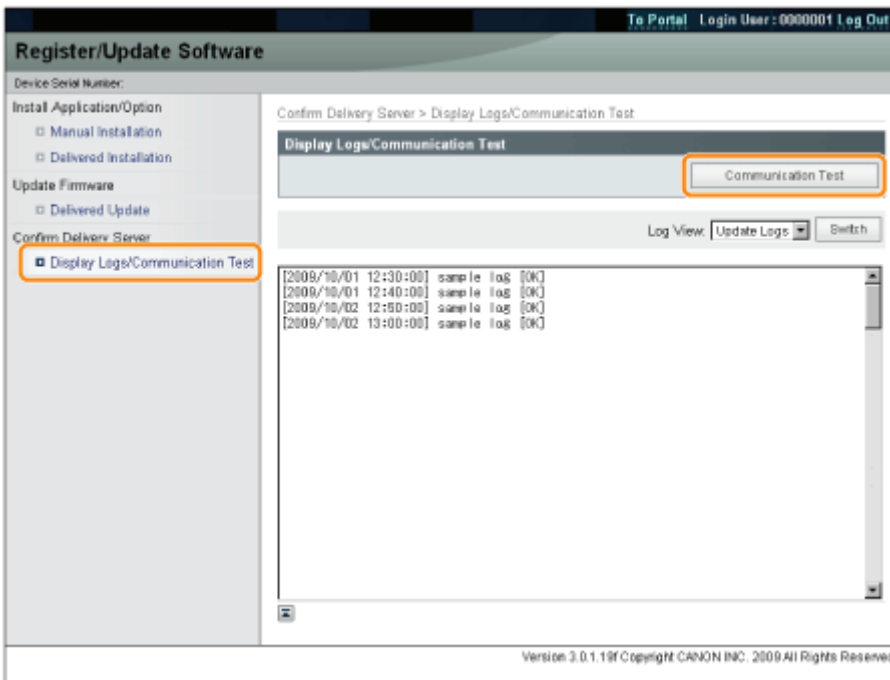 To Portal Login User : 0000001 Log Out
Register/Update Software
Device Serial Number:
Install Application/Option
Manual Installation
Delivered Installation
Update Firmware
Delivered Update
Confirm Delivery Server
Display Logs/Communication Test
Confirm Delivery Server > Display Logs/Communication Test
Display Logs/Communication Test
Communication Test
Log View: Update Logs Switch
[2009/10/01 12:30:00] sample log [OK]
[2009/10/01 12:40:00] sample log [OK]
[2009/10/02 12:50:00] sample log [OK]
[2009/10/02 13:00:00] sample log [OK]
Version 3.0.1.19f Copyright CANON INC. 2009 All Rights Reserved